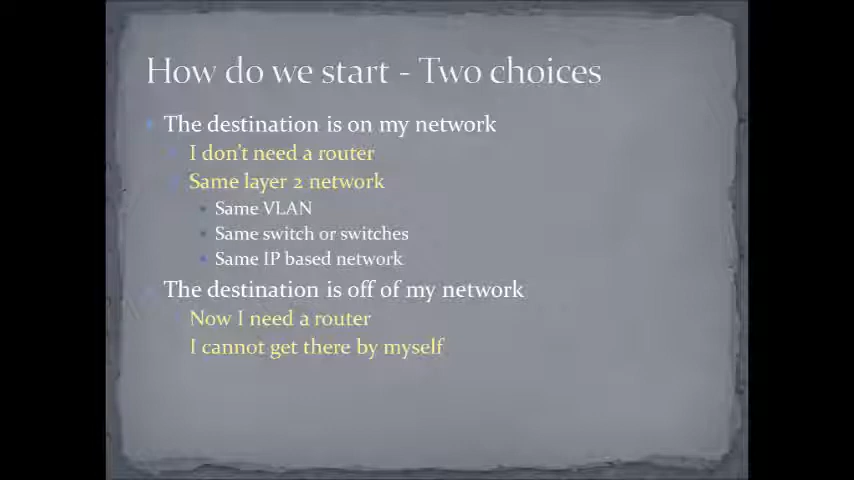 How do we start - Two choices
The destination is on my network
I don't need a router
Same layer 2 network
Same VLAN
Same switch or switches
Same IP based network
The destination is off of my network
Now I need a router
I cannot get there by myself